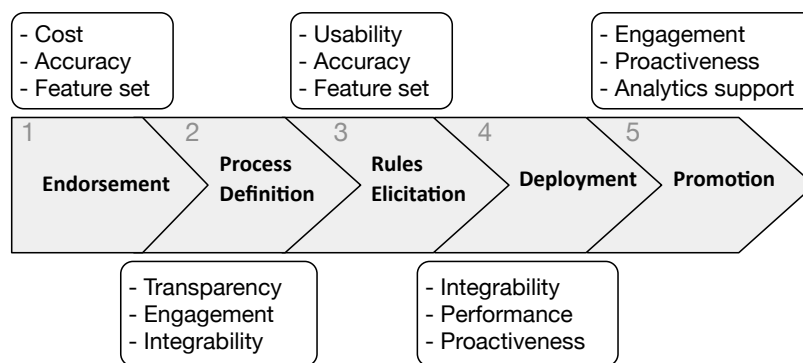 - Cost
- Accuracy
- Feature set
- Usability
- Accuracy
- Feature set
- Engagement
- Proactiveness
- Analytics support
1
Endorsement
2
Process
Definition
3
Rules
Elicitation
4
Deployment
5
Promotion
- Transparency
- Engagement
- Integrability
- Integrability
- Performance
- Proactiveness